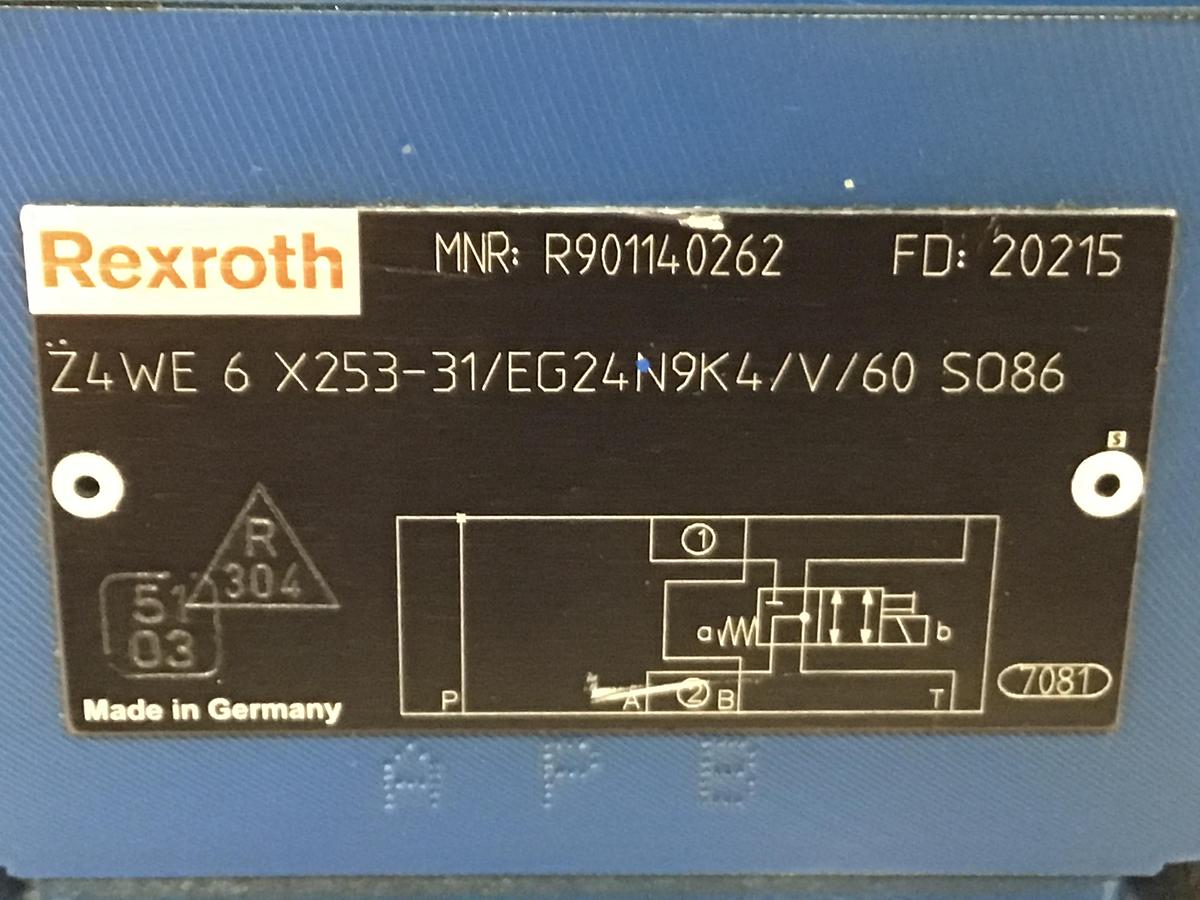 Rexroth
MNR: R901140262
FD: 20215
Z4WE 6 X253-31/EG24N9K4/V/60 SO86
S
R
304
51
03
1
a
b
P
A
2
B
T
7081
Made in Germany
A P B